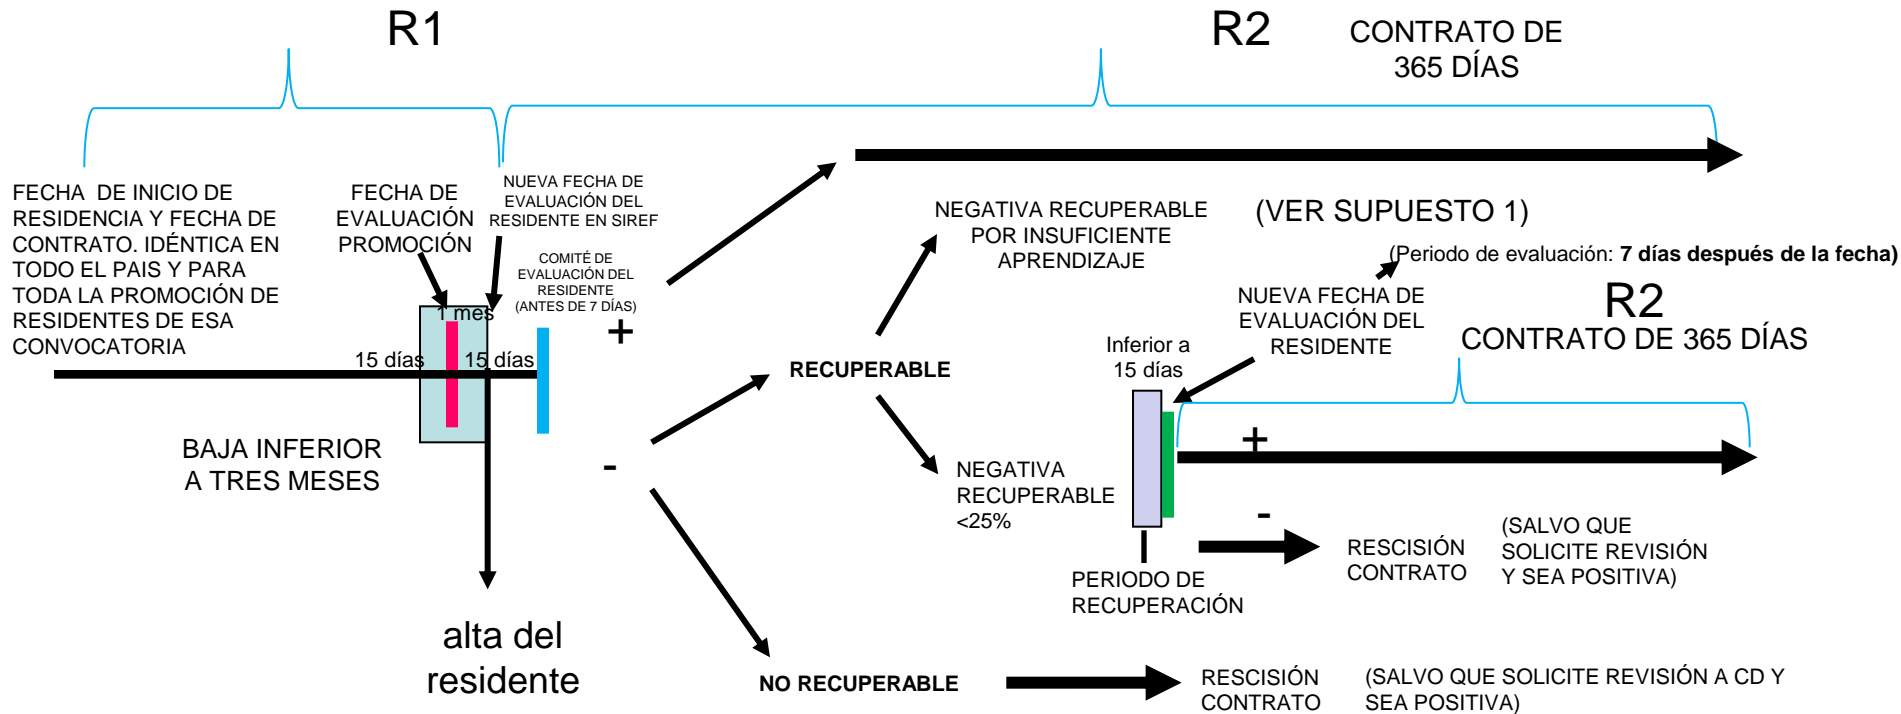 R1
R2
CONTRATO DE
365 DÍAS
FECHA DE INICIO DE
RESIDENCIA Y FECHA DE
CONTRATO. IDÉNTICA EN
TODO EL PAIS Y PARA
TODA LA PROMOCIÓN DE
RESIDENTES DE ESA
CONVOCATORIA
FECHA DE
EVALUACIÓN
PROMOCIÓN
NUEVA FECHA DE
EVALUACIÓN DEL
RESIDENTE EN SIREF
COMITÉ DE
EVALUACIÓN DEL
RESIDENTE
(ANTES DE 7 DÍAS)
1 mes
15 días
15 días
BAJA INFERIOR
A TRES MESES
alta del
residente
+
-
NEGATIVA RECUPERABLE
POR INSUFICIENTE
APRENDIZAJE
(VER SUPUESTO 1)
(Periodo de evaluación: 7 días después de la fecha)
RECUPERABLE
NEGATIVA
RECUPERABLE
<25%
Inferior a
15 días
NUEVA FECHA DE
EVALUACIÓN DEL
RESIDENTE
R2
CONTRATO DE 365 DÍAS
+
-
PERIODO DE
RECUPERACIÓN
RESCISIÓN
CONTRATO
(SALVO QUE
SOLICITE REVISIÓN
Y SEA POSITIVA)
NO RECUPERABLE
RESCISIÓN
CONTRATO
(SALVO QUE SOLICITE REVISIÓN A CD Y
SEA POSITIVA)